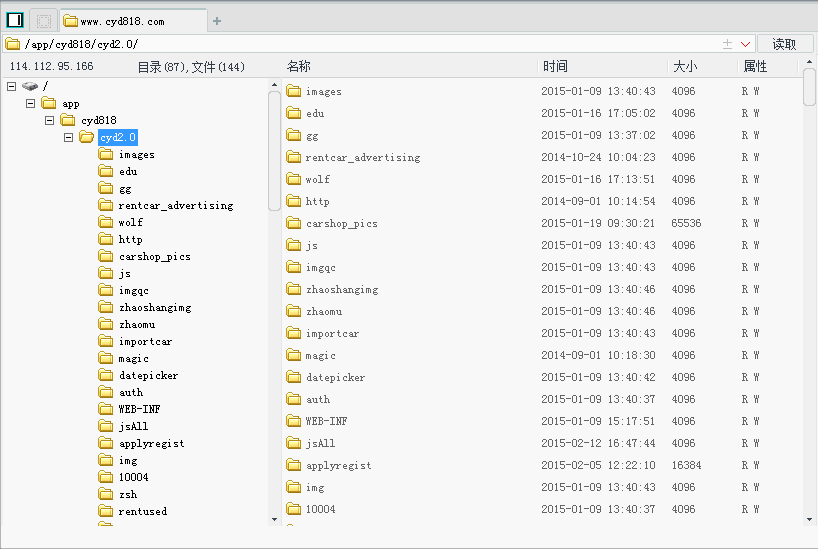 www.cyd818.com
/app/cyd818/cyd2.0/ 读取
114.112.95.166 目录(87),文件(144) 名称 时间 大小 属性
/
app
cyd818
cyd2.0
images
edu
gg
rentcar_advertising
wolf
http
carshop_pics
js
imgqc
zhaoshangimg
zhaomu
importcar
magic
datepicker
auth
WEB-INF
jsAll
applyregist
img
10004
zsh
rentused
images 2015-01-09 13:40:43 4096 R W
edu 2015-01-16 17:05:02 4096 R W
gg 2015-01-09 13:37:02 4096 R W
rentcar_advertising 2014-10-24 10:04:23 4096 R W
wolf 2015-01-16 17:13:51 4096 R W
http 2014-09-01 10:14:54 4096 R W
carshop_pics 2015-01-19 09:30:21 65536 R W
js 2015-01-09 13:40:43 4096 R W
imgqc 2015-01-09 13:40:43 4096 R W
zhaoshangimg 2015-01-09 13:40:46 4096 R W
zhaomu 2015-01-09 13:40:46 4096 R W
importcar 2015-01-09 13:40:43 4096 R W
magic 2014-09-01 10:18:30 4096 R W
datepicker 2015-01-09 13:40:42 4096 R W
auth 2015-01-09 13:40:37 4096 R W
WEB-INF 2015-01-09 15:17:51 4096 R W
jsAll 2015-02-12 16:47:44 4096 R W
applyregist 2015-02-05 12:22:10 16384 R W
img 2015-01-09 13:40:43 4096 R W
10004 2015-01-09 13:40:37 4096 R W